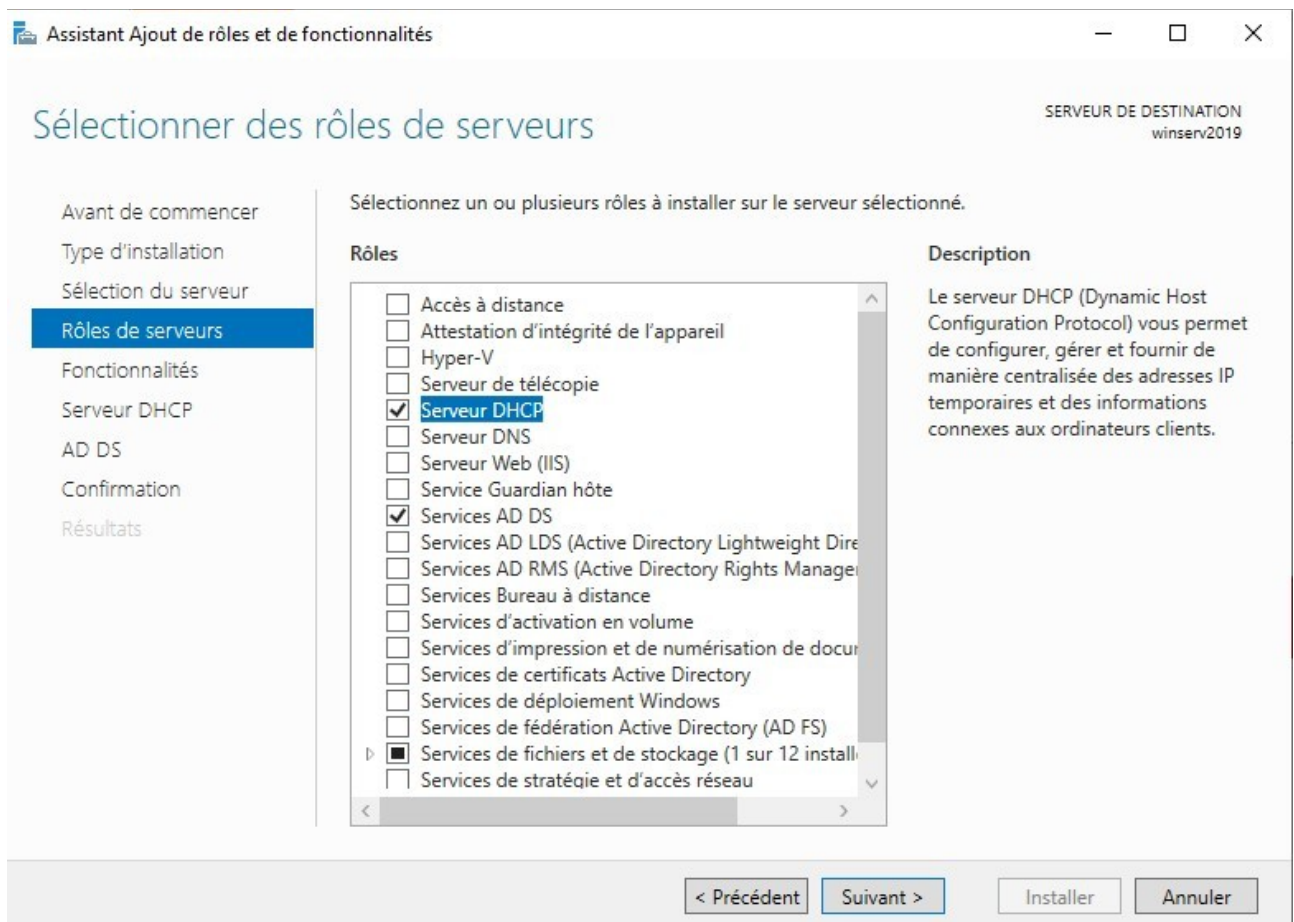 Assistant Ajout de rôles et de fonctionnalités
Sélectionner des rôles de serveurs
SERVEUR DE DESTINATION
winserv2019
Avant de commencer
Type d'installation
Sélection du serveur
Rôles de serveurs
Fonctionnalités
Serveur DHCP
AD DS
Confirmation
Résultats
Sélectionnez un ou plusieurs rôles à installer sur le serveur sélectionné.
Rôles
Accès à distance
Attestation d'intégrité de l'appareil
Hyper-V
Serveur de télécopie
Serveur DHCP
Serveur DNS
Serveur Web (IIS)
Service Guardian hôte
Services AD DS
Services AD LDS (Active Directory Lightweight Dire
Services AD RMS (Active Directory Rights Manage
Services Bureau à distance
Services d'activation en volume
Services d'impression et de numérisation de docu
Services de certificats Active Directory
Services de déploiement Windows
Services de fédération Active Directory (AD FS)
Services de fichiers et de stockage (1 sur 12 install
Services de stratégie et d'accès réseau
Description
Le serveur DHCP (Dynamic Host
Configuration Protocol) vous permet
de configurer, gérer et fournir de
manière centralisée des adresses IP
temporaires et des informations
connexes aux ordinateurs clients.
< Précédent
Suivant >
Installer
Annuler